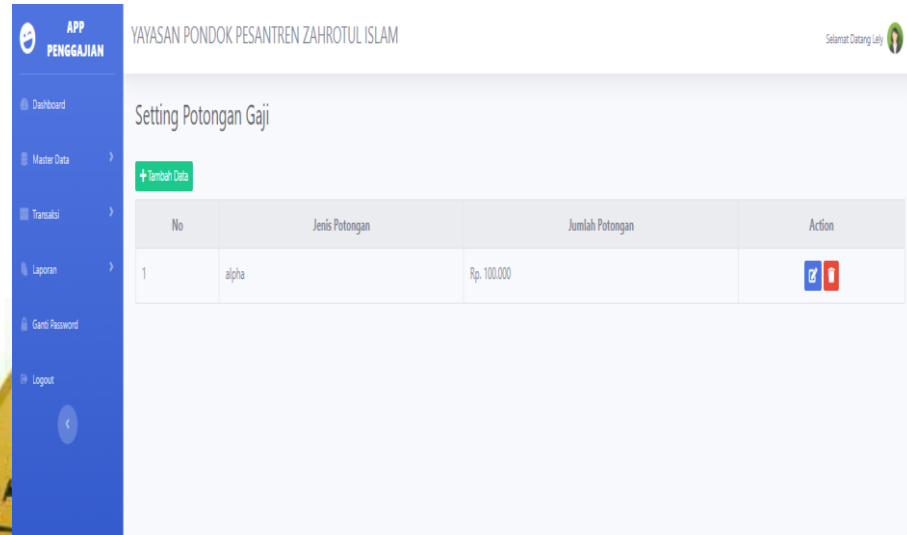 APP
PENGGAJIAN
YAYASAN PONDOK PESANTREN ZAHROTUL ISLAM
Selamat Datang Lely
Dashboard
Master Data
Transaksi
Laporan
Ganti Password
Logout
Setting Potongan Gaji
+ Tambah Data
No Jenis Potongan Jumlah Potongan Action
1 alpha Rp. 100.000